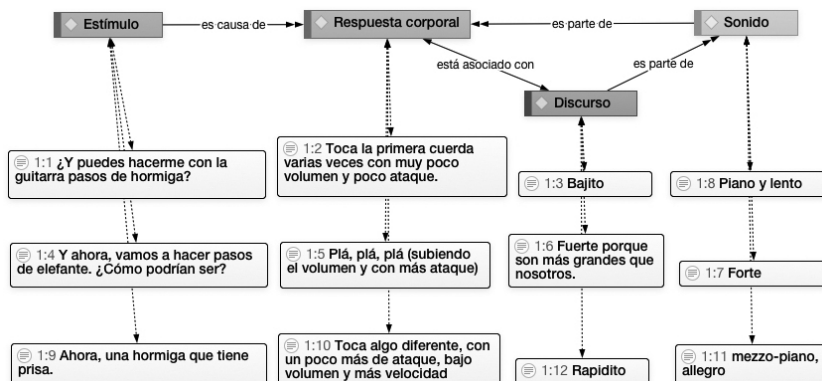 Estímulo
es causa de
Respuesta corporal
es parte de
Sonido
está asociado con
es parte de
Discurso
1:1 ¿Y puedes hacerme con la
guitarra pasos de hormiga?
1:2 Toca la primera cuerda
varias veces con muy poco
volumen y poco ataque.
1:3 Bajito
1:8 Piano y lento
1:4 Y ahora, vamos a hacer pasos
de elefante. ¿Cómo podrían ser?
1:5 Plá, plá, plá (subiendo
el volumen y con más ataque)
1:6 Fuerte porque
son más grandes que
nosotros.
1:7 Forte
1:9 Ahora, una hormiga que tiene
prisa.
1:10 Toca algo diferente, con
un poco más de ataque, bajo
volumen y más velocidad
1:12 Rapidito
1:11 mezzo-piano,
allegro